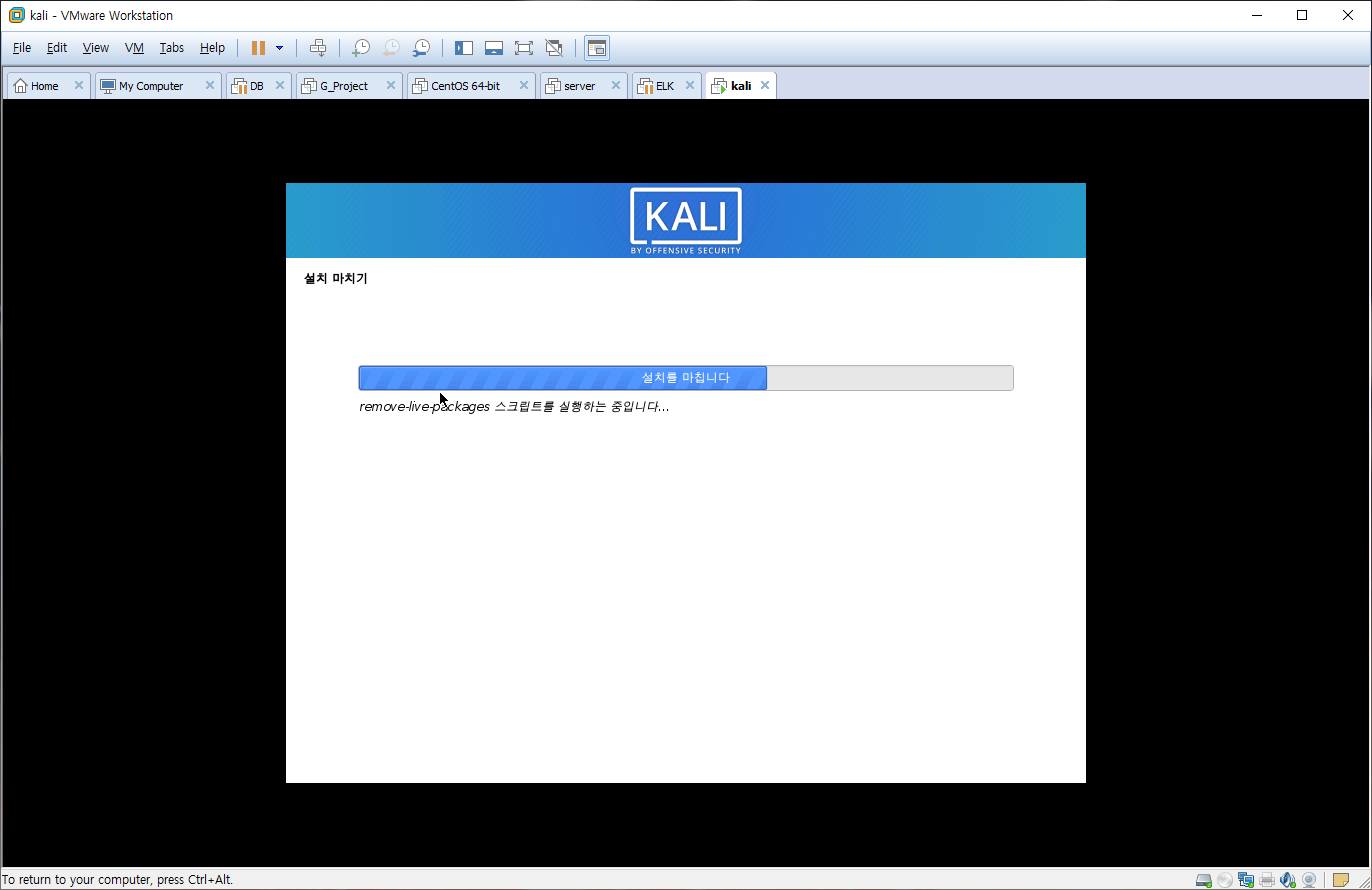 kali - VMware Workstation
File Edit View VM Tabs Help
Home My Computer DB G_Project CentOS 64-bit server ELK kali
KALI
BY OFFENSIVE SECURITY
설치 마치기
설치를 마칩니다
remove-live-packages 스크립트를 실행하는 중입니다...
To return to your computer, press Ctrl+Alt.